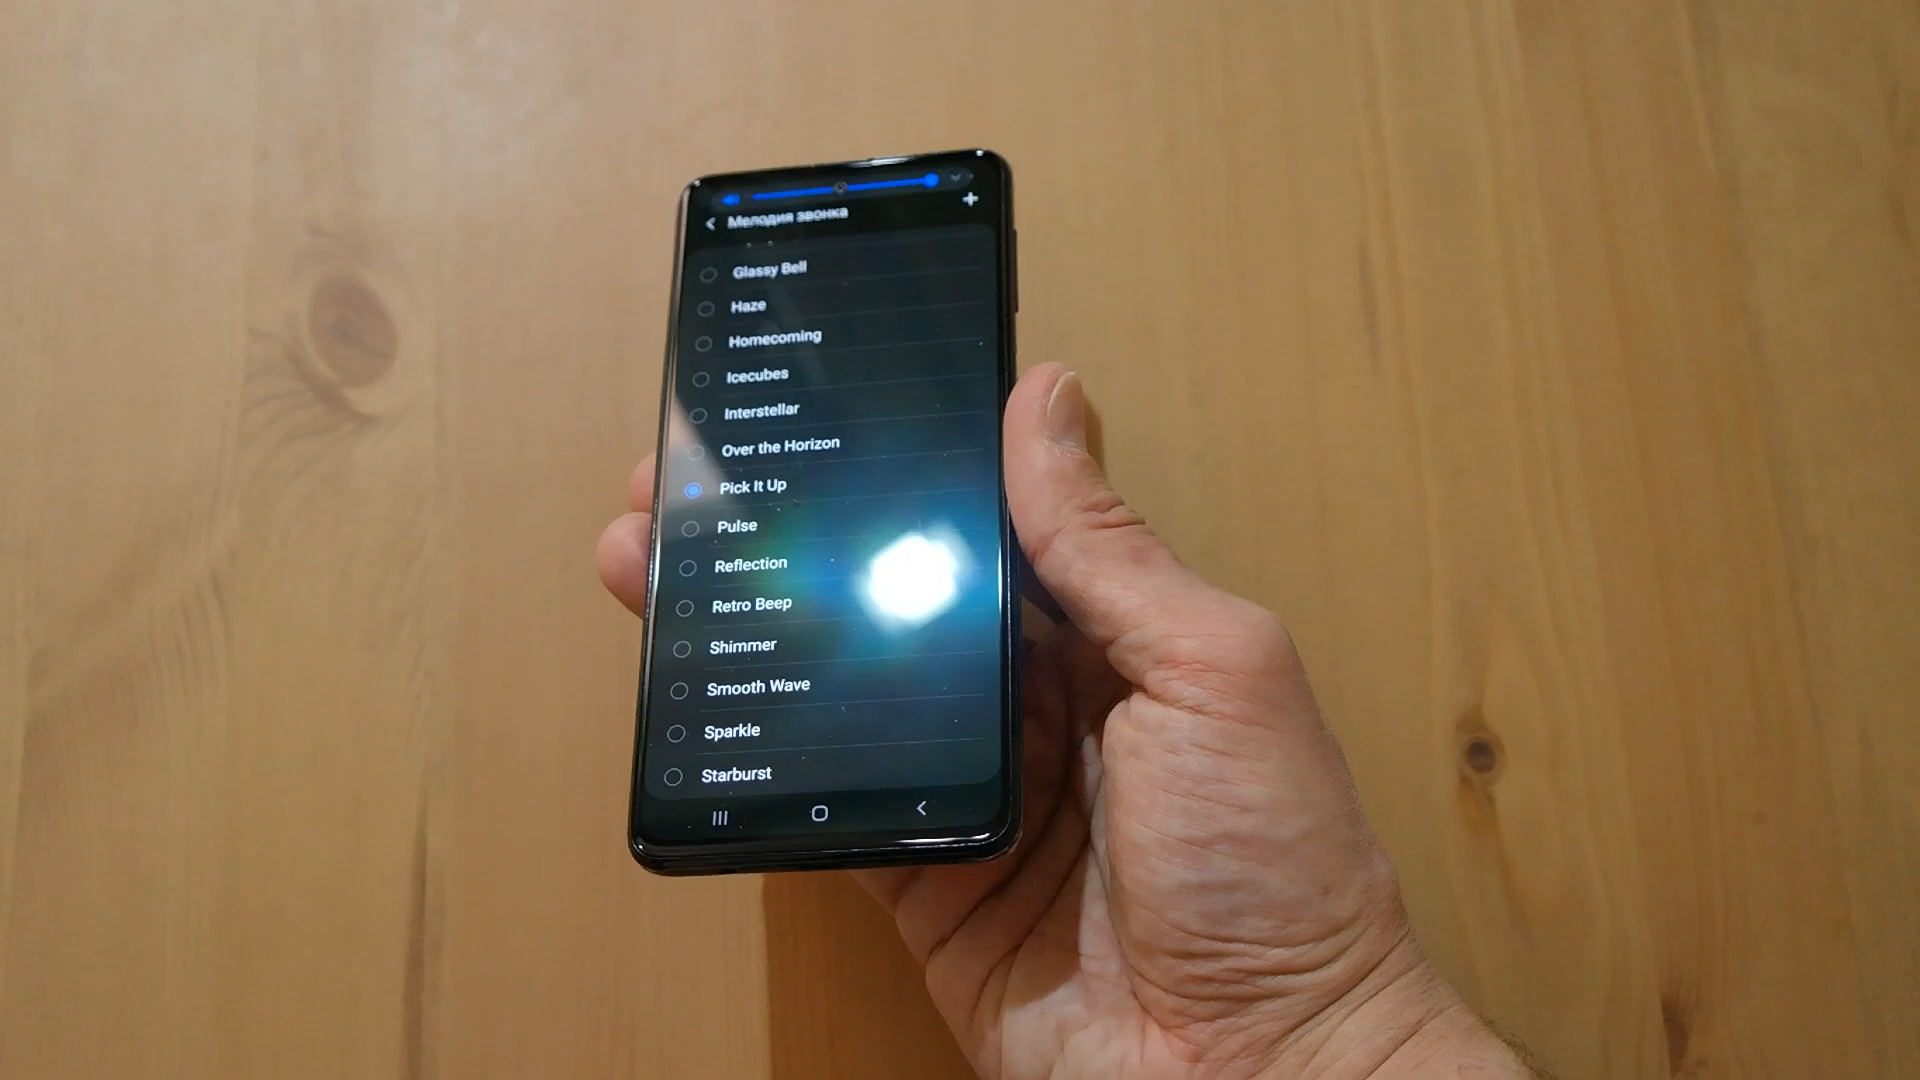 Мелодия звонка
Glassy Bell
Haze
Homecoming
Icecubes
Interstellar
Over the Horizon
Pick It Up
Pulse
Reflection
Retro Beep
Shimmer
Smooth Wave
Sparkle
Starburst